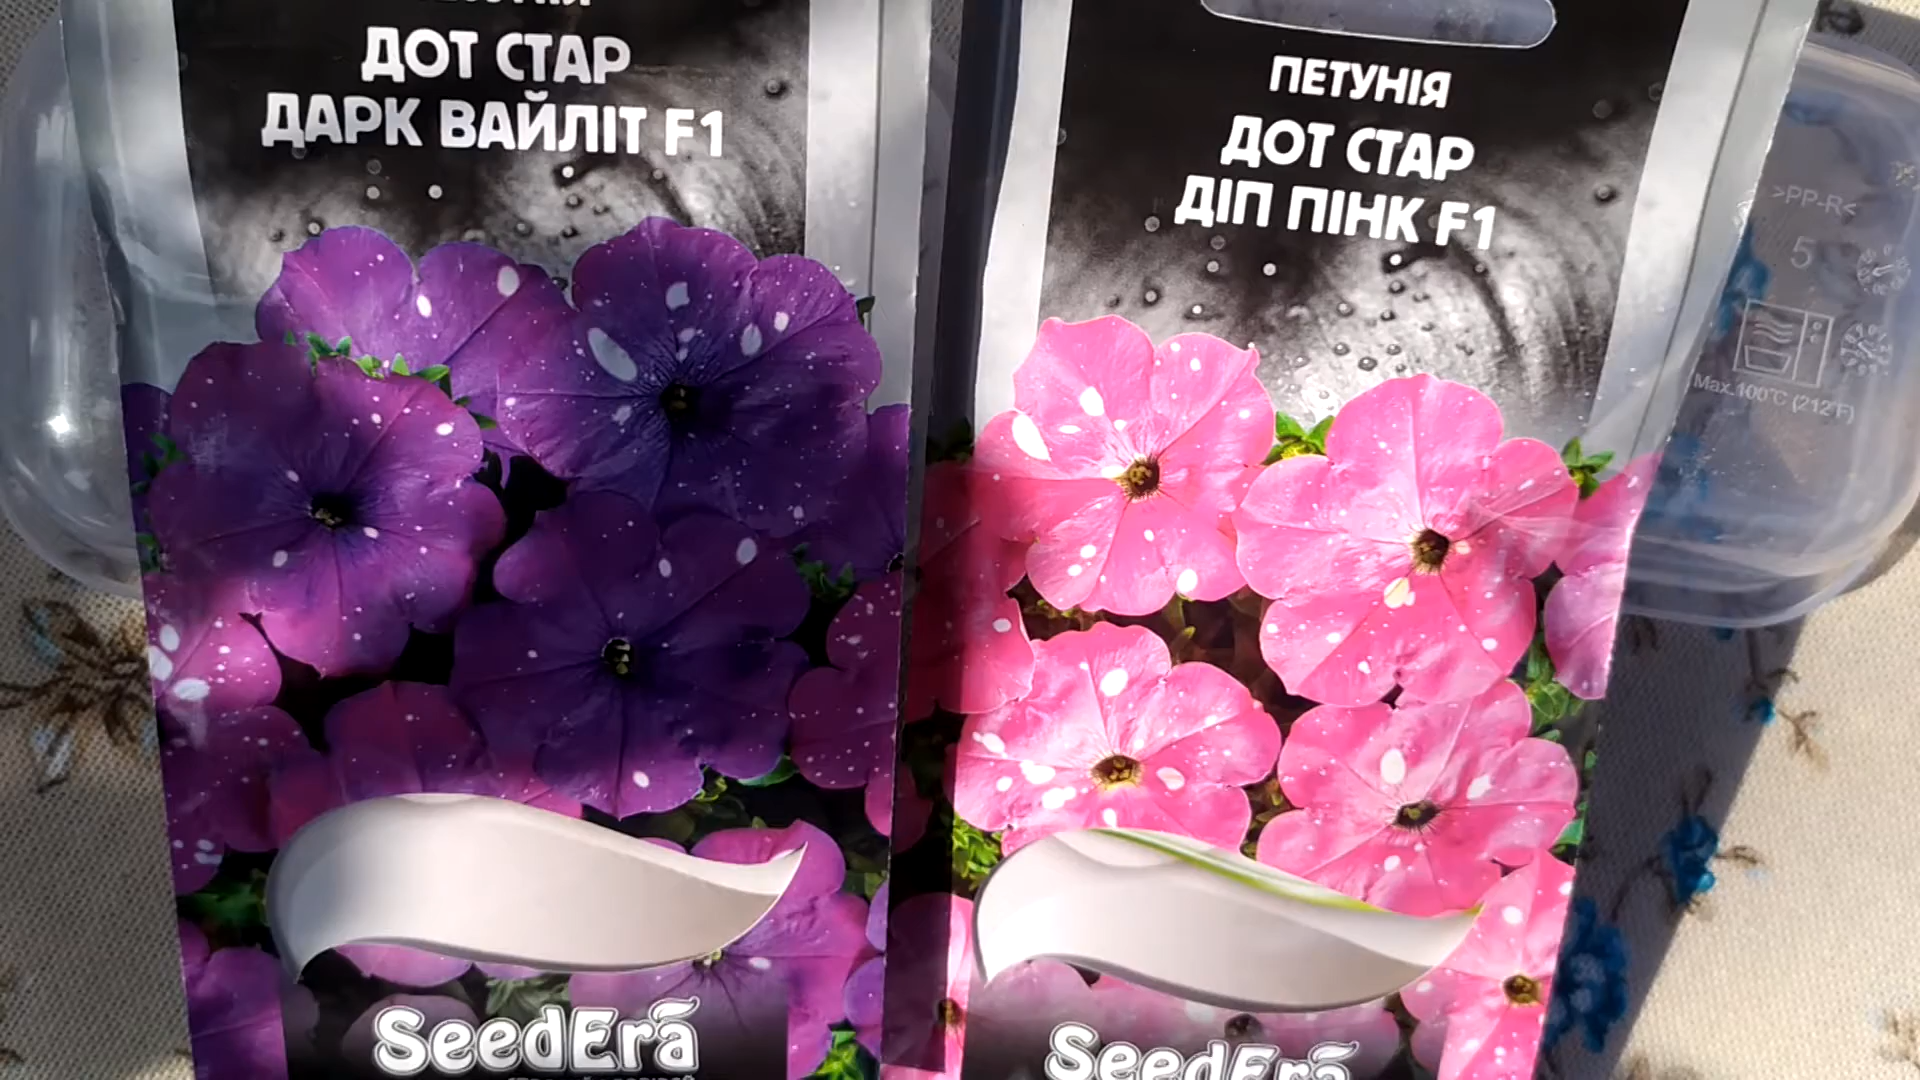 ДОТ СТАР
ДАРК ВАЙЛІТ F1
SeedEra
ПЕТУНІЯ
ДОТ СТАР
ДІП ПІНК F1
SeedEra
>PP-R<
5
Max.100°C (212°F)